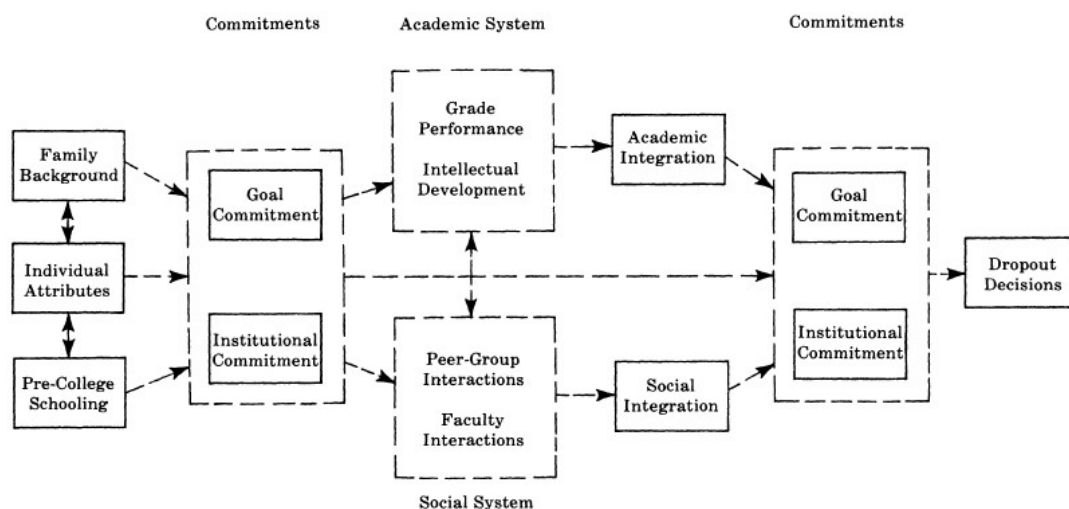 Commitments
Academic System
Commitments
Family
Background
Individual
Attributes
Pre-College
Schooling
Goal
Commitment
Institutional
Commitment
Grade
Performance
Intellectual
Development
Peer-Group
Interactions
Faculty
Interactions
Social System
Academic
Integration
Social
Integration
Goal
Commitment
Institutional
Commitment
Dropout
Decisions